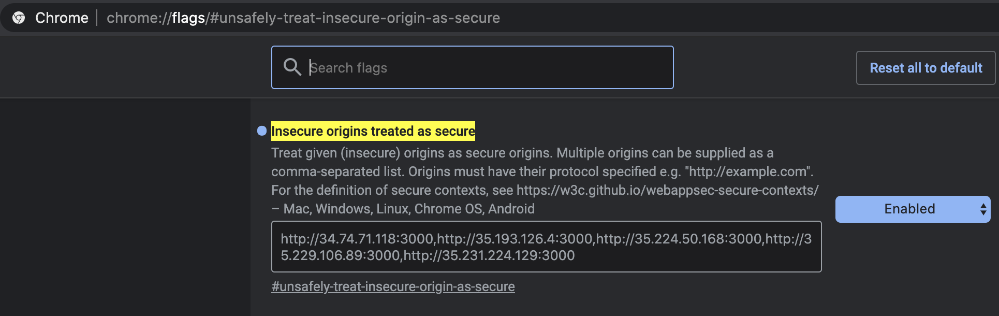 Chrome chrome://flags/#unsafely-treat-insecure-origin-as-secure
Search flags
Reset all to default
Insecure origins treated as secure
Treat given (insecure) origins as secure origins. Multiple origins can be supplied as a
comma-separated list. Origins must have their protocol specified e.g. "http://example.com".
For the definition of secure contexts, see https://w3c.github.io/webappsec-secure-contexts/
– Mac, Windows, Linux, Chrome OS, Android
Enabled
http://34.74.71.118:3000,http://35.193.126.4:3000,http://35.224.50.168:3000,http://3
5.229.106.89:3000,http://35.231.224.129:3000
#unsafely-treat-insecure-origin-as-secure